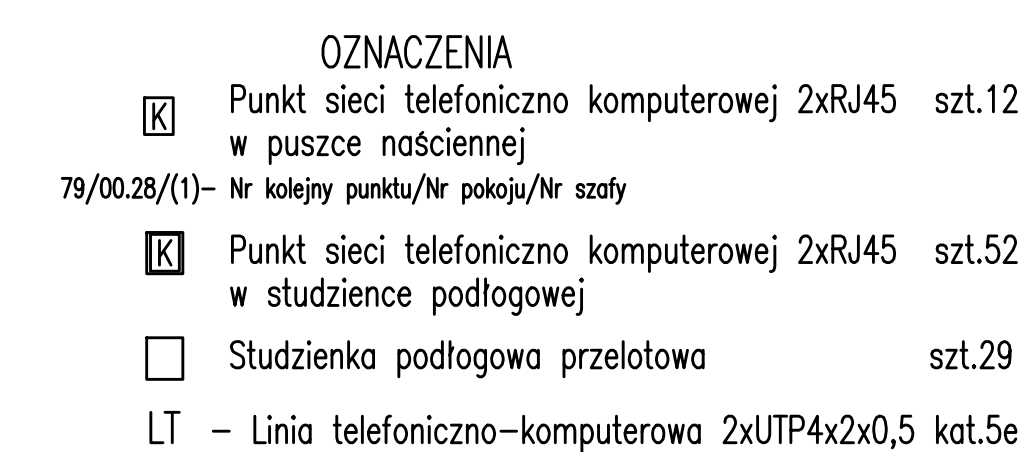 OZNACZENIA
K Punkt sieci telefoniczno komputerowej 2xRJ45 szt.12
w puszce naściennej
79/00.28/(1)– Nr kolejny punktu/Nr pokoju/Nr szafy
K Punkt sieci telefoniczno komputerowej 2xRJ45 szt.52
w studzience podłogowej
Studzienka podłogowa przelotowa szt.29
LT – Linia telefoniczno–komputerowa 2xUTP4x2x0,5 kat.5e